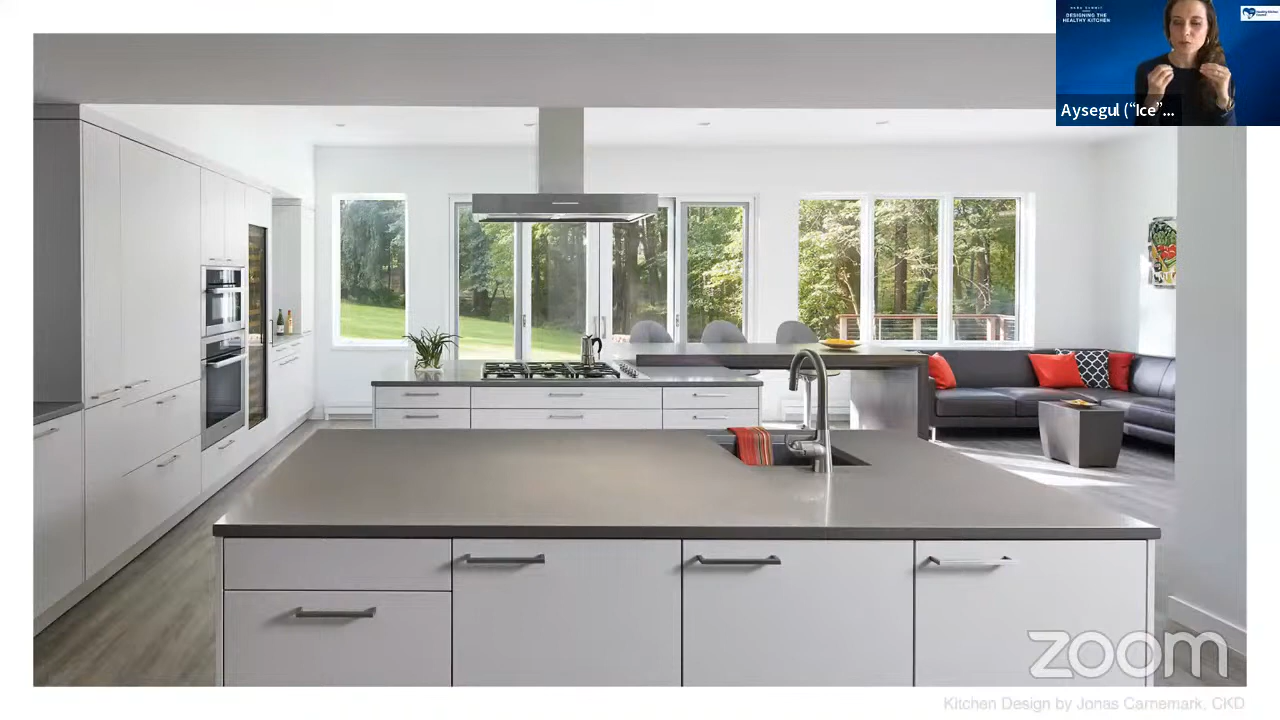 DESIGNING THE
HEALTHY KITCHEN
Aysegul (“Ice”...
zoom
Kitchen Design by Jonas Carnemark, CKD